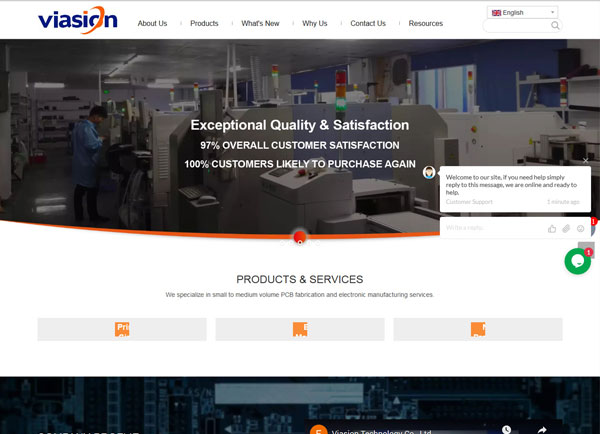 viasion
English
About Us
Products
What's New
Why Us
Contact Us
Resources
Exceptional Quality & Satisfaction
97% OVERALL CUSTOMER SATISFACTION
100% CUSTOMERS LIKELY TO PURCHASE AGAIN
Welcome to our site, if you need help simply
reply to this message, we are online and ready to
help.
Customer Support
1 minute ago
Write a reply..
1
1
PRODUCTS & SERVICES
We specialize in small to medium volume PCB fabrication and electronic manufacturing services.
Pri
Viasion Technology Co., Ltd